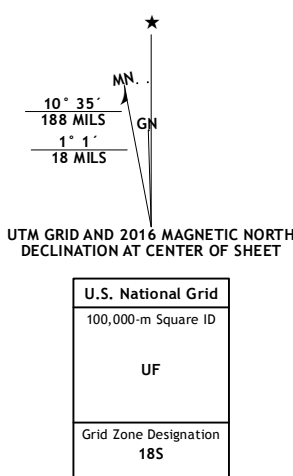 ★
MN
10° 35´
188 MILS
GN
1° 1´
18 MILS
UTM GRID AND 2016 MAGNETIC NORTH
DECLINATION AT CENTER OF SHEET
U.S. National Grid
100,000-m Square ID
UF
Grid Zone Designation
18S